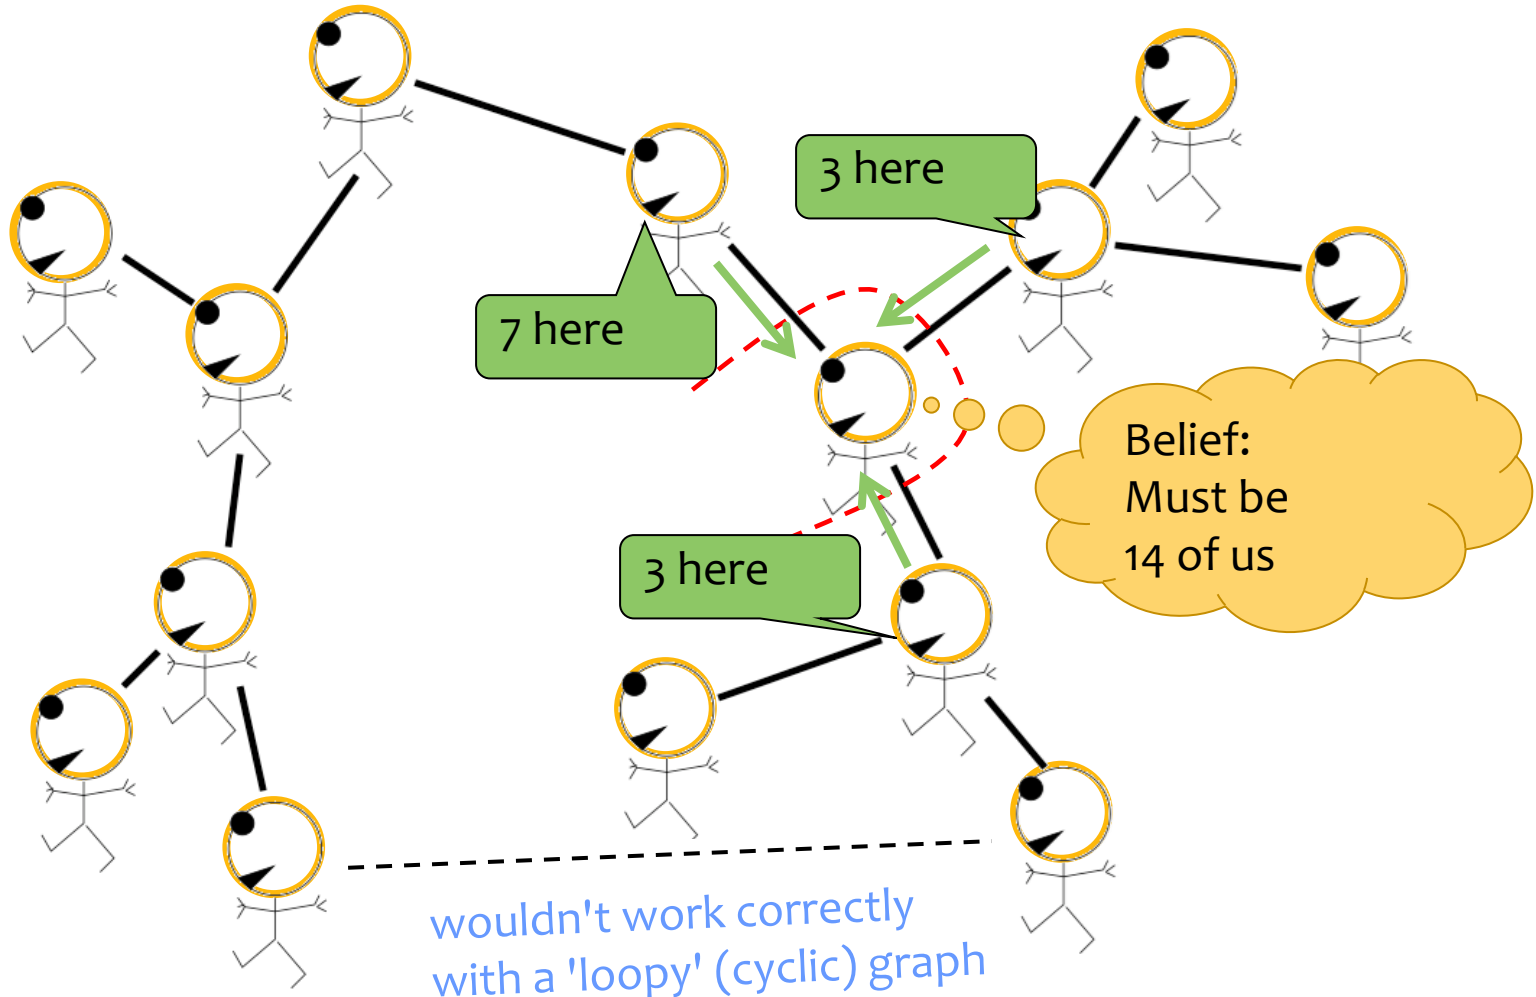 3 here
7 here
Belief:
Must be
14 of us
3 here
wouldn't work correctly
with a 'loopy' (cyclic) graph